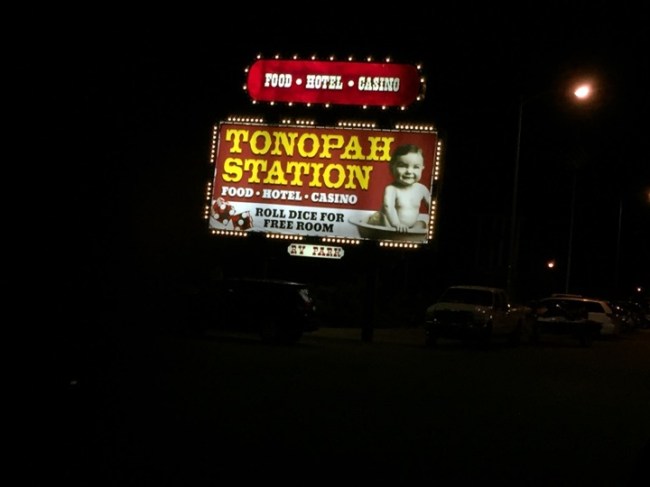 FOOD • HOTEL • CASINO
TONOPAH
STATION
FOOD • HOTEL • CASINO
ROLL DICE FOR
FREE ROOM
RV PARK